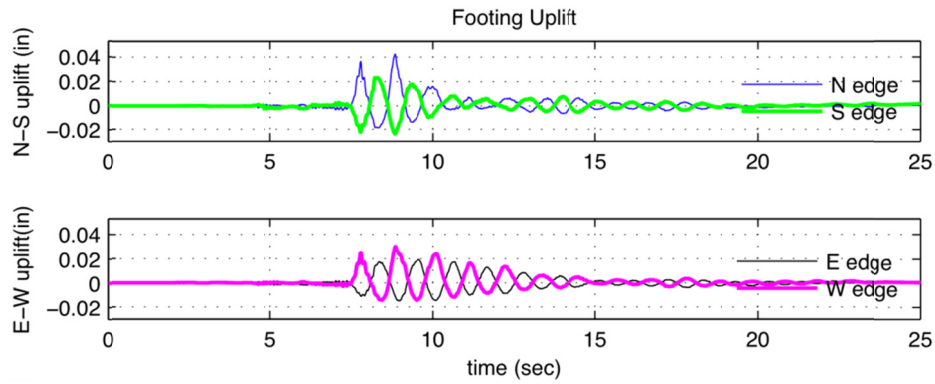 Footing Uplift
N–S uplift (in)
0.04
0.02
0
−0.02
N edge
S edge
0 5 10 15 20 25
E–W uplift(in)
0.04
0.02
0
−0.02
E edge
W edge
0 5 10 15 20 25
time (sec)